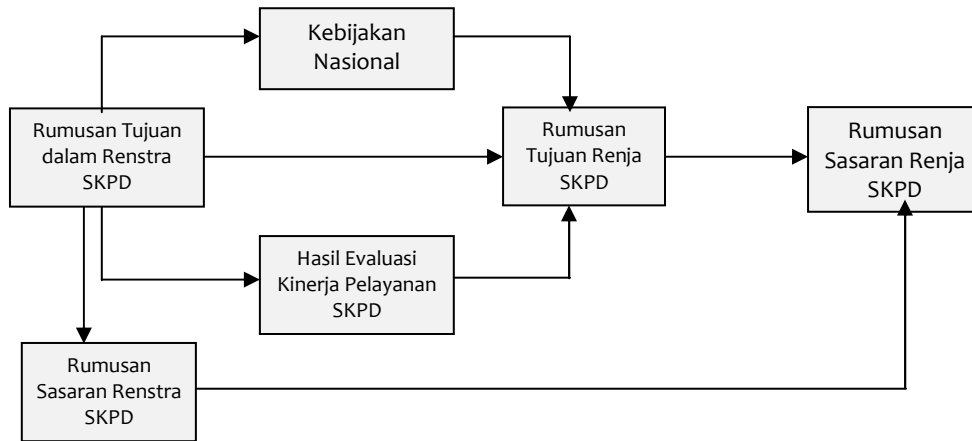 Kebijakan
Nasional
Rumusan Tujuan
dalam Renstra
SKPD
Rumusan
Tujuan Renja
SKPD
Rumusan
Sasaran Renja
SKPD
Hasil Evaluasi
Kinerja Pelayanan
SKPD
Rumusan
Sasaran Renstra
SKPD